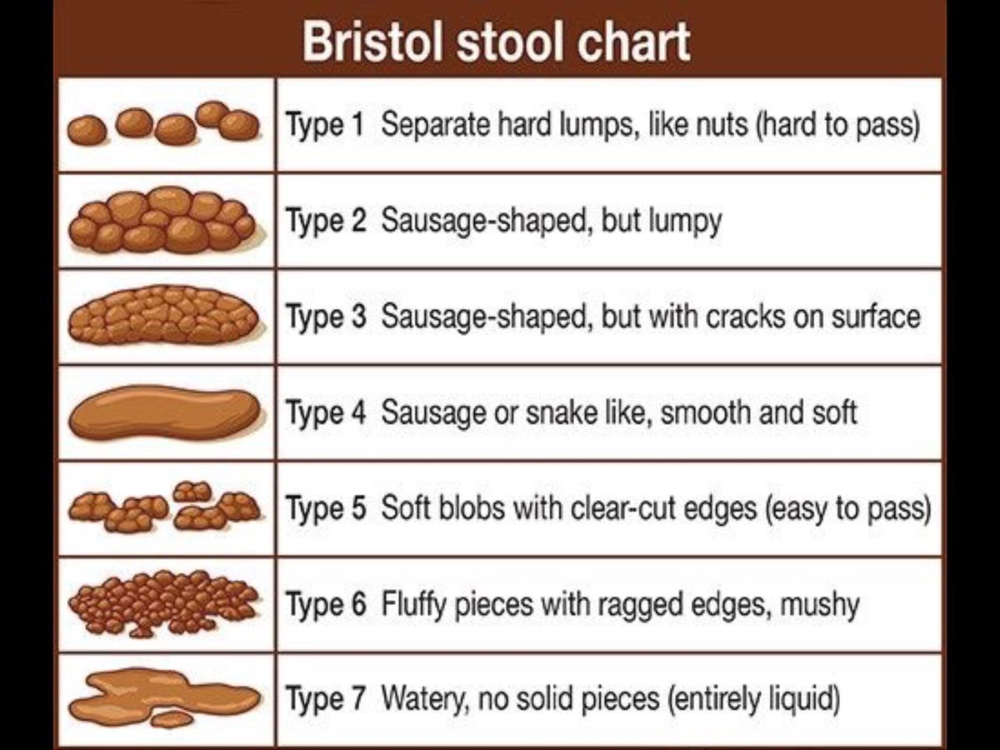 Bristol stool chart
Type 1 Separate hard lumps, like nuts (hard to pass)
Type 2 Sausage-shaped, but lumpy
Type 3 Sausage-shaped, but with cracks on surface
Type 4 Sausage or snake like, smooth and soft
Type 5 Soft blobs with clear-cut edges (easy to pass)
Type 6 Fluffy pieces with ragged edges, mushy
Type 7 Watery, no solid pieces (entirely liquid)